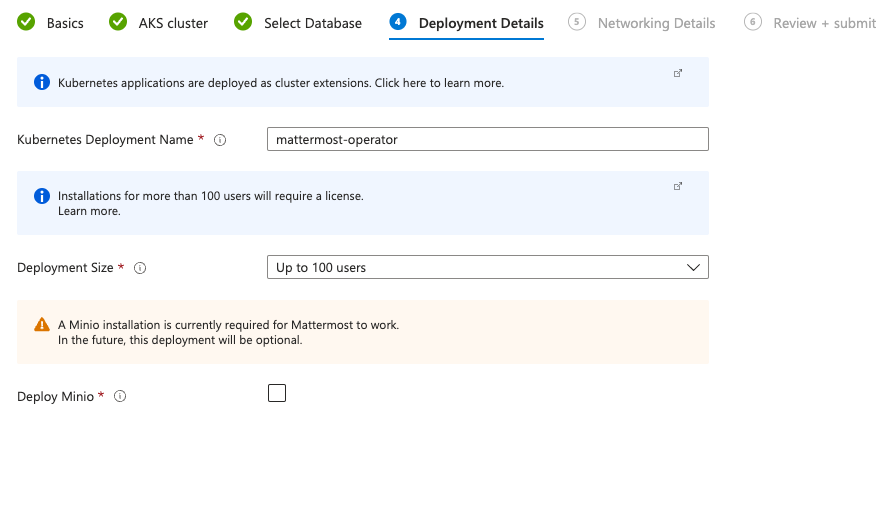 Basics
AKS cluster
Select Database
4 Deployment Details
5 Networking Details
6 Review + submit
Kubernetes applications are deployed as cluster extensions. Click here to learn more.
Kubernetes Deployment Name *
mattermost-operator
Installations for more than 100 users will require a license.
Learn more.
Deployment Size *
Up to 100 users
A Minio installation is currently required for Mattermost to work.
In the future, this deployment will be optional.
Deploy Minio *